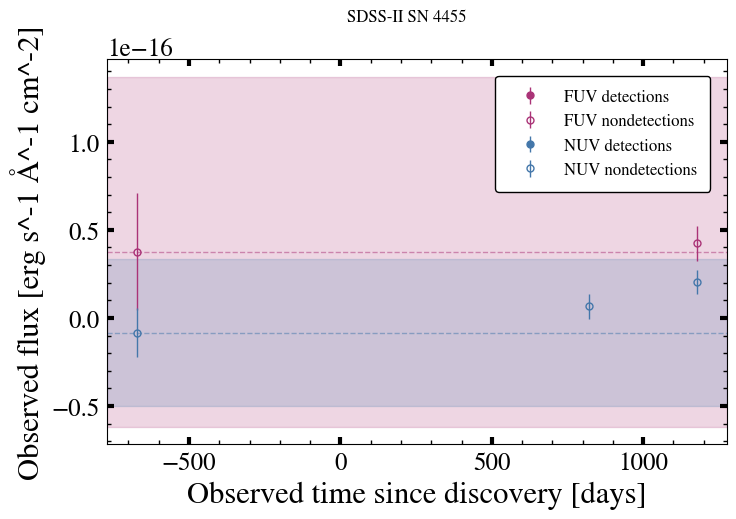 SDSS-II SN 4455
1e−16
Observed flux [erg s^-1 Å^-1 cm^-2]
1.0
0.5
0.0
−0.5
FUV detections
FUV nondetections
NUV detections
NUV nondetections
−500
0
500
1000
Observed time since discovery [days]